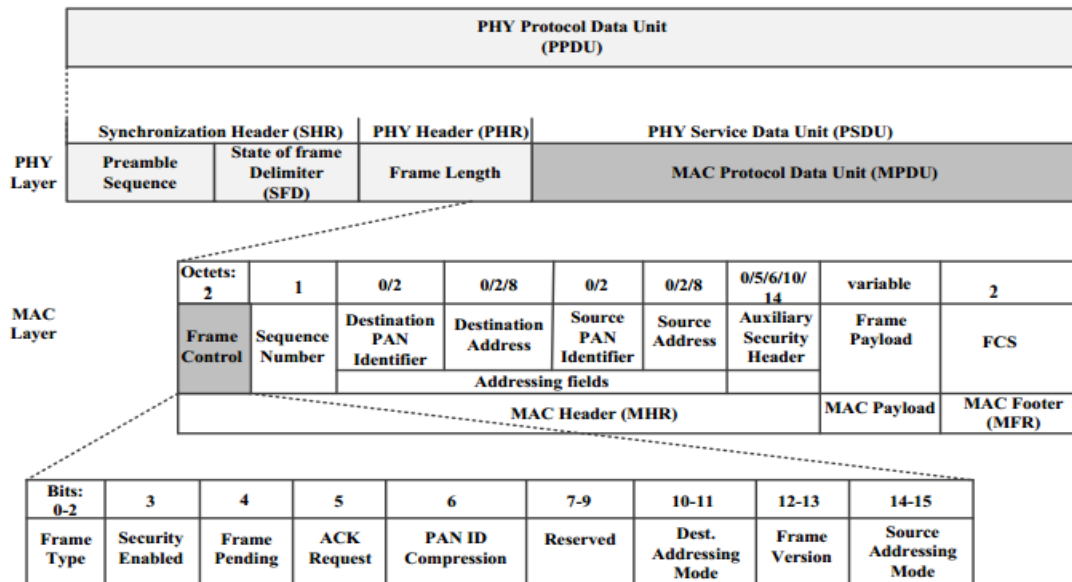 PHY Protocol Data Unit
(PPDU)
Synchronization Header (SHR) PHY Header (PHR) PHY Service Data Unit (PSDU)
PHY
Layer
Preamble
Sequence
State of frame
Delimiter
(SFD)
Frame Length
MAC Protocol Data Unit (MPDU)
MAC
Layer
Octets:
2
1
0/2
0/2/8
0/2
0/2/8
0/5/6/10/
14
variable
2
Frame
Control
Sequence
Number
Destination
PAN
Identifier
Destination
Address
Source
PAN
Identifier
Source
Address
Auxiliary
Security
Header
Frame
Payload
FCS
Addressing fields
MAC Header (MHR)
MAC Payload
MAC Footer
(MFR)
Bits:
0-2
3
4
5
6
7-9
10-11
12-13
14-15
Frame
Type
Security
Enabled
Frame
Pending
ACK
Request
PAN ID
Compression
Reserved
Dest.
Addressing
Mode
Frame
Version
Source
Addressing
Mode